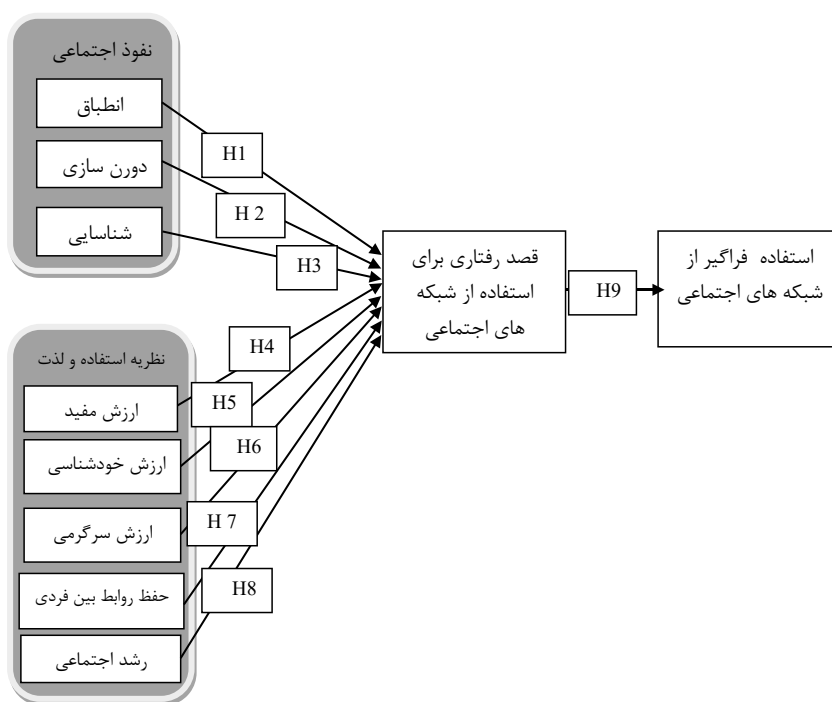 نفوذ اجتماعی
انطباق
دورن سازی
شناسایی
H1
H 2
H3
نظریه استفاده و لذت
ارزش مفید
ارزش خودشناسی
ارزش سرگرمی
حفظ روابط بین فردی
رشد اجتماعی
H4
H5
H6
H 7
H8
قصد رفتاری برای
استفاده از شبکه
های اجتماعی
H9
استفاده فراگیر از
شبکه های اجتماعی